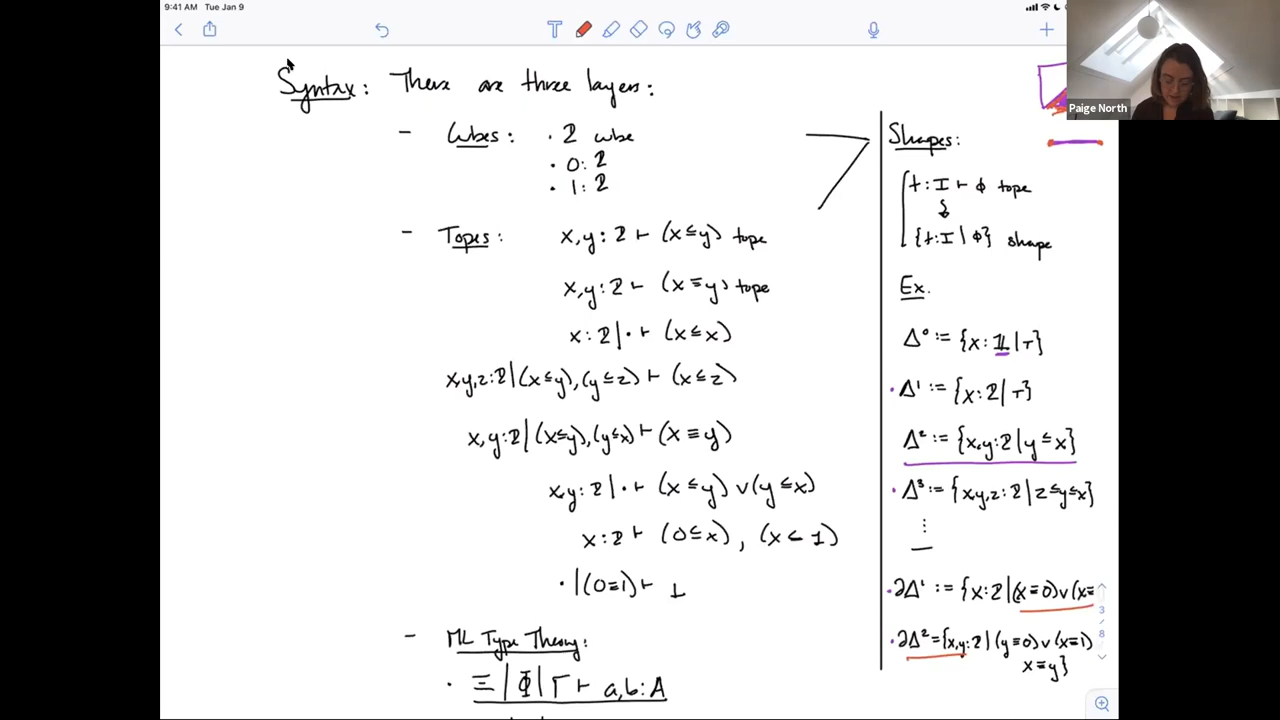 9:41 AM Tue Jan 9
Paige North
Syntax: There are three layers:
- Cubes: · 2 cube
· 0:2
· 1:2
- Topes: x,y:2 ⊢ (x≤y) tope
x,y:2 ⊢ (x≡y) tope
x:2|· ⊢ (x≤x)
x,y,z:2|(x≤y),(y≤z) ⊢ (x≤z)
x,y:2|(x≤y),(y≤x) ⊢ (x≡y)
x,y:2|· ⊢ (x≤y) ∨ (y≤x)
x:2 ⊢ (0≤x), (x≤1)
·|(0≡1) ⊢ ⊥
- ML Type Theory:
· Ξ|Φ|Γ ⊢ a,b:A
Shapes:
t:I ⊢ ϕ tope
{t:I|ϕ} shape
Ex.
Δ⁰ := {x:𝟙|⊤}
· Δ¹ := {x:2|⊤}
Δ² := {x,y:2|y≤x}
· Δ³ := {x,y,z:2|z≤y≤x}
⋮
· ∂Δ¹ := {x:2|(x≡0)∨(x≡
· ∂Δ² = {x,y:2|(y≡0)∨(x≡1)
x≡y}
3
/
8